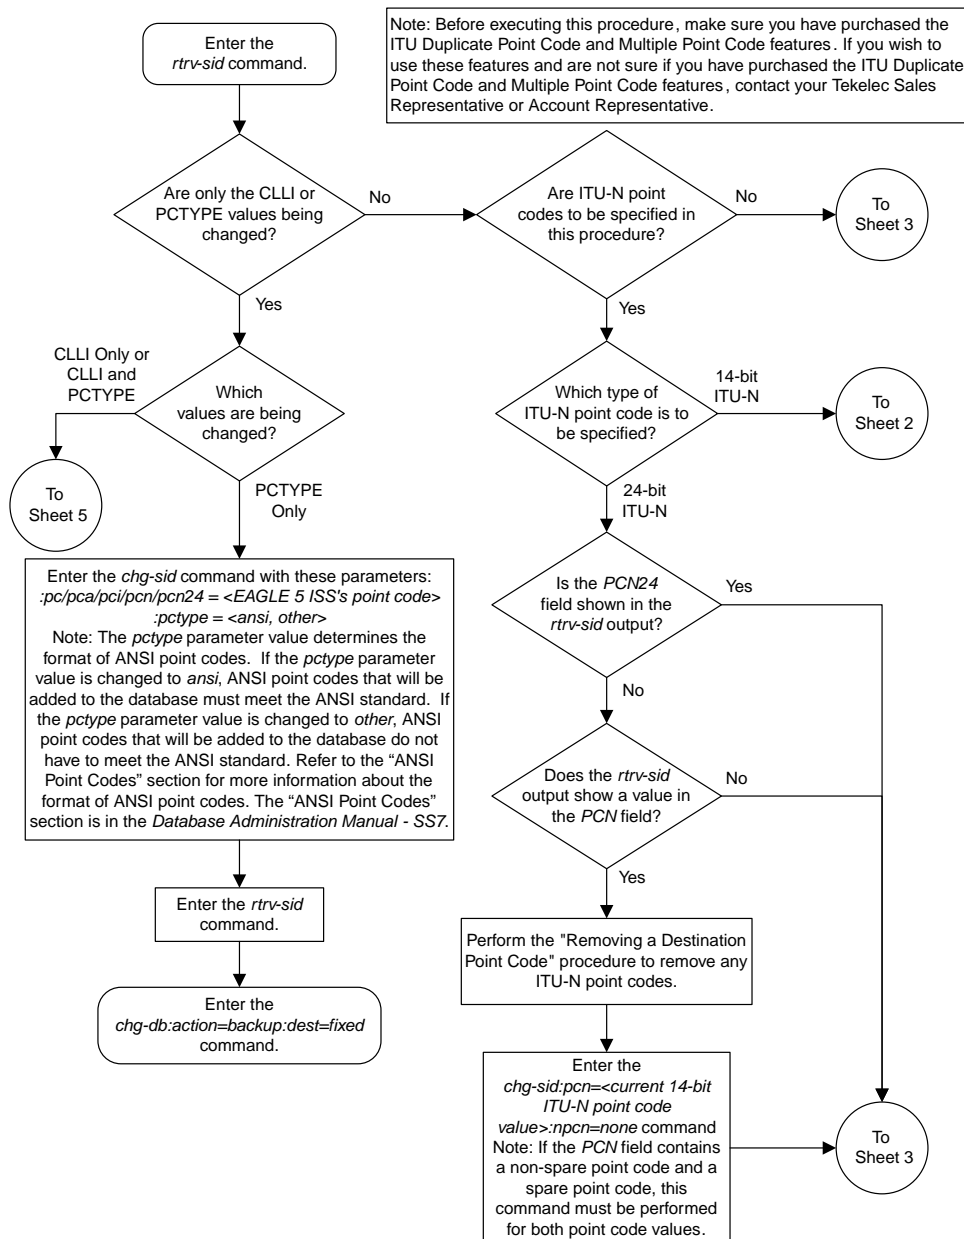 Enter the
rtrv-sid
command.
Note: Before executing this procedure, make sure you have purchased the
ITU Duplicate Point Code and Multiple Point Code features. If you wish to
use these features and are not sure if you have purchased the ITU Duplicate
Point Code and Multiple Point Code features, contact your Tekelec Sales
Representative or Account Representative.
Are only the CLLI or
PCTYPE values being
changed?
No
Are ITU-N point
codes to be specified in
this procedure?
No
To
Sheet 3
Yes
Yes
CLLI Only or
CLLI and
PCTYPE
Which
values are being
changed?
Which type of
ITU-N point code is to
be specified?
14-bit
ITU-N
To
Sheet 2
To
Sheet 5
PCTYPE
Only
24-bit
ITU-N
Enter the chg-sid command with these parameters:
:pc/pca/pci/pcn/pcn24 = <EAGLE 5 ISS's point code>
:pctype = <ansi, other>
Note: The pctype parameter value determines the
format of ANSI point codes. If the pctype parameter
value is changed to ansi, ANSI point codes that will be
added to the database must meet the ANSI standard. If
the pctype parameter value is changed to other, ANSI
point codes that will be added to the database do not
have to meet the ANSI standard. Refer to the “ANSI
Point Codes” section for more information about the
format of ANSI point codes. The “ANSI Point Codes”
section is in the Database Administration Manual - SS7.
Is the PCN24
field shown in the
rtrv-sid output?
Yes
No
Does the rtrv-sid
output show a value in
the PCN field?
No
Yes
Enter the rtrv-sid
command.
Perform the "Removing a Destination
Point Code" procedure to remove any
ITU-N point codes.
Enter the
chg-db:action=backup:dest=fixed
command.
Enter the
chg-sid:pcn=<current 14-bit
ITU-N point code
value>:npcn=none command
Note: If the PCN field contains
a non-spare point code and a
spare point code, this
command must be performed
for both point code values.
To
Sheet 3